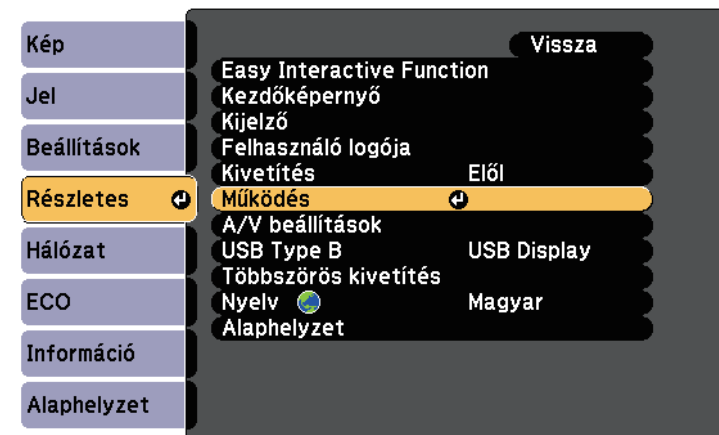 Kép
Jel
Beállítások
Részletes
Hálózat
ECO
Információ
Alaphelyzet
Vissza
Easy Interactive Function
Kezdőképernyő
Kijelző
Felhasználó logója
Kivetítés Elől
Működés
A/V beállítások
USB Type B USB Display
Többszörös kivetítés
Nyelv Magyar
Alaphelyzet